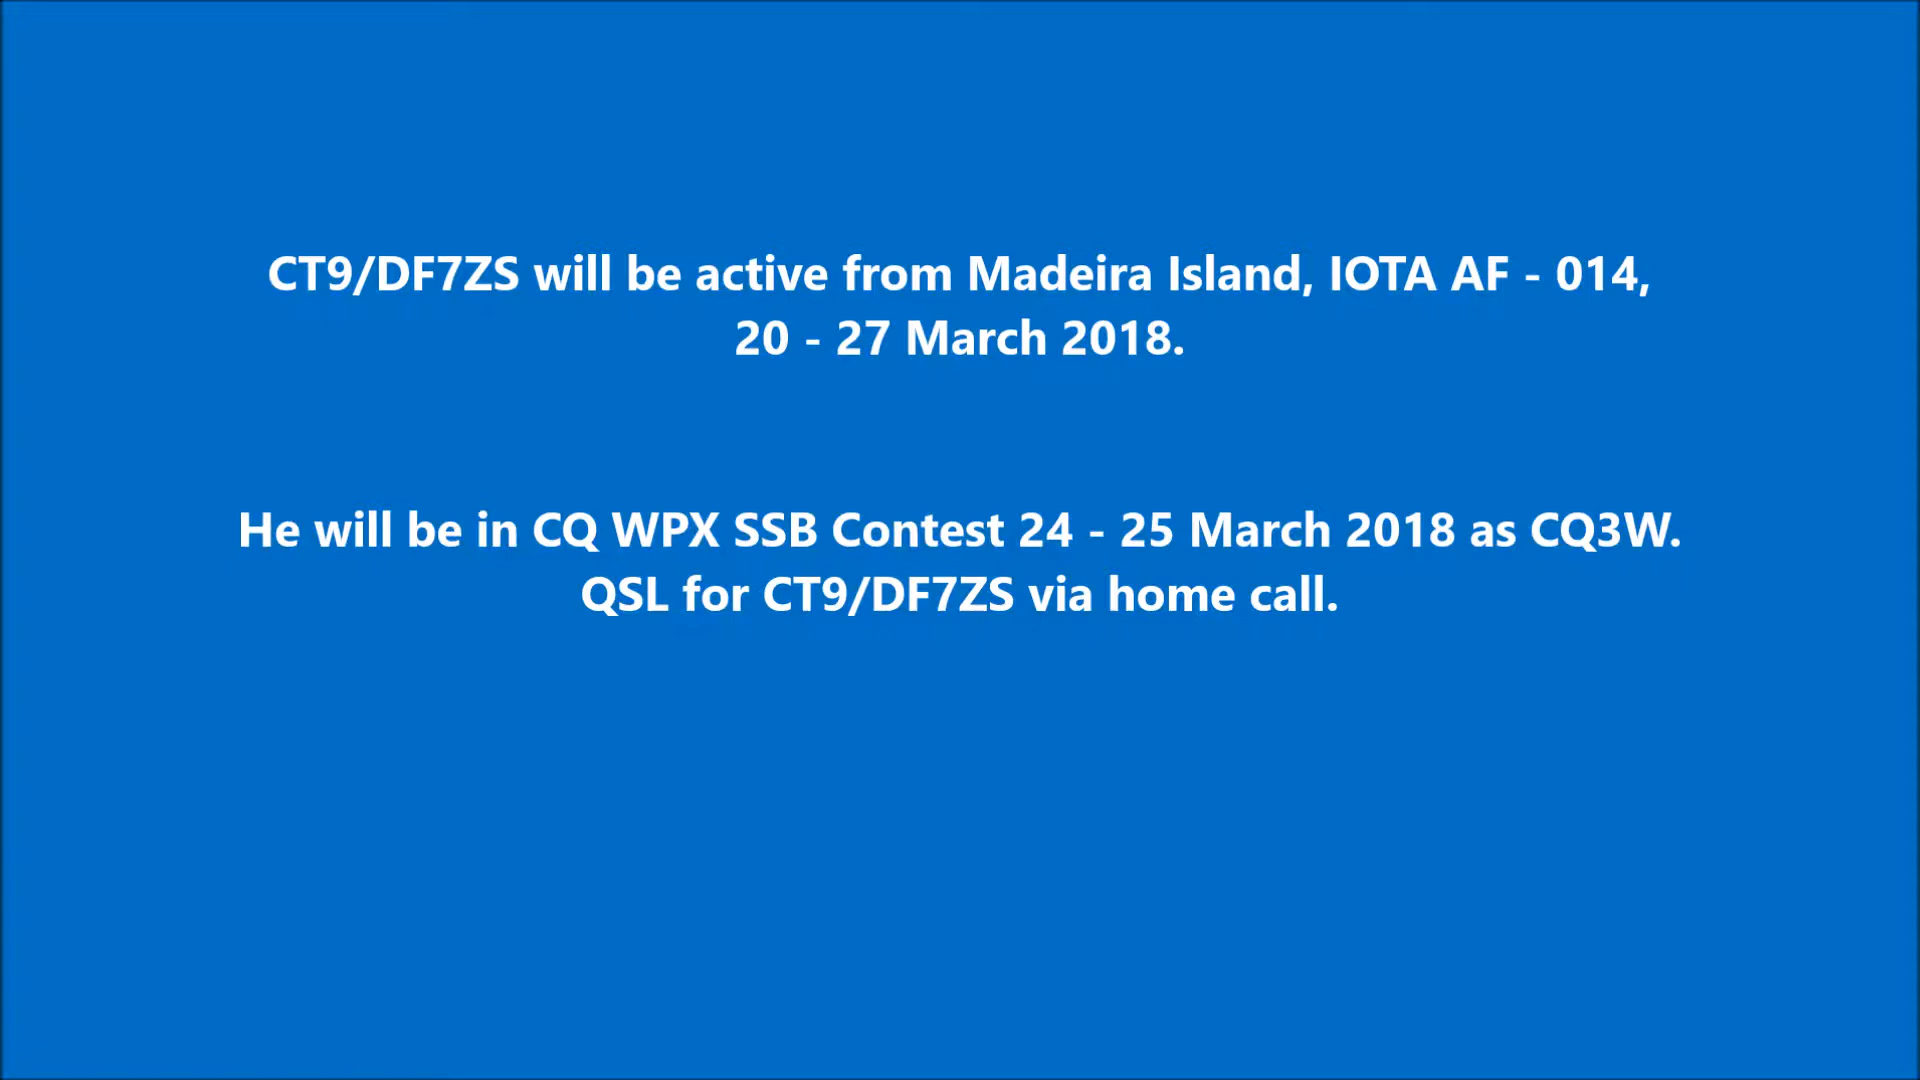 CT9/DF7ZS will be active from Madeira Island, IOTA AF - 014,
20 - 27 March 2018.
He will be in CQ WPX SSB Contest 24 - 25 March 2018 as CQ3W.
QSL for CT9/DF7ZS via home call.